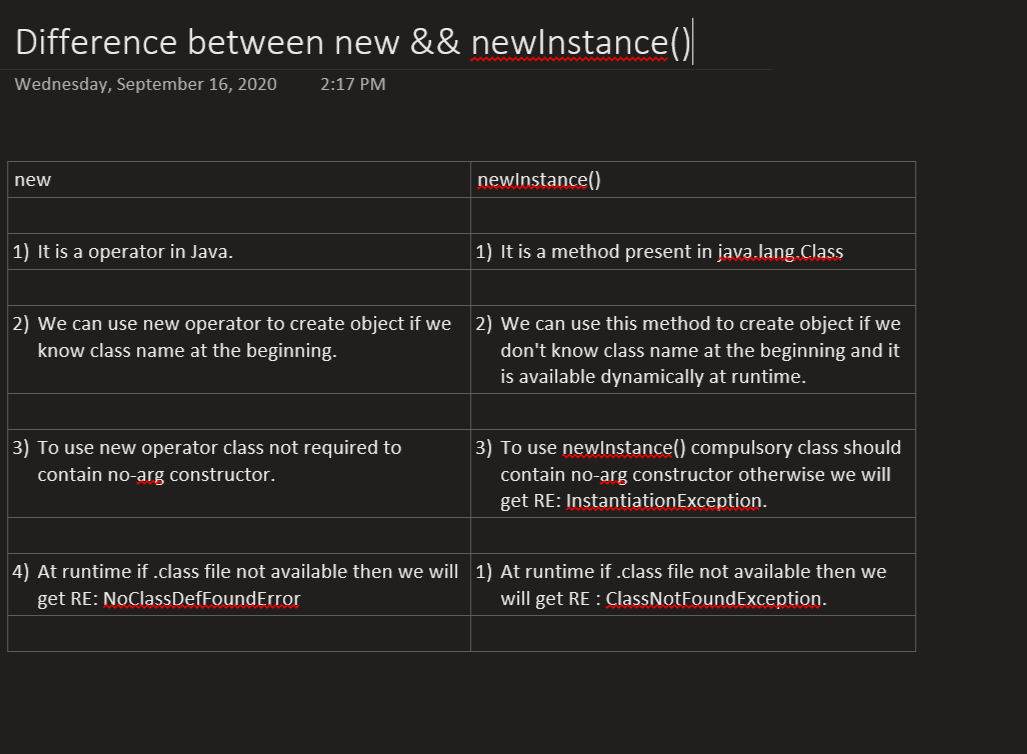 Difference between new && newInstance()
Wednesday, September 16, 2020 2:17 PM
new
newInstance()
1) It is a operator in Java.
1) It is a method present in java.lang.Class
2) We can use new operator to create object if we
know class name at the beginning.
2) We can use this method to create object if we
don't know class name at the beginning and it
is available dynamically at runtime.
3) To use new operator class not required to
contain no-arg constructor.
3) To use newInstance() compulsory class should
contain no-arg constructor otherwise we will
get RE: InstantiationException.
4) At runtime if .class file not available then we will
get RE: NoClassDefFoundError
1) At runtime if .class file not available then we
will get RE : ClassNotFoundException.